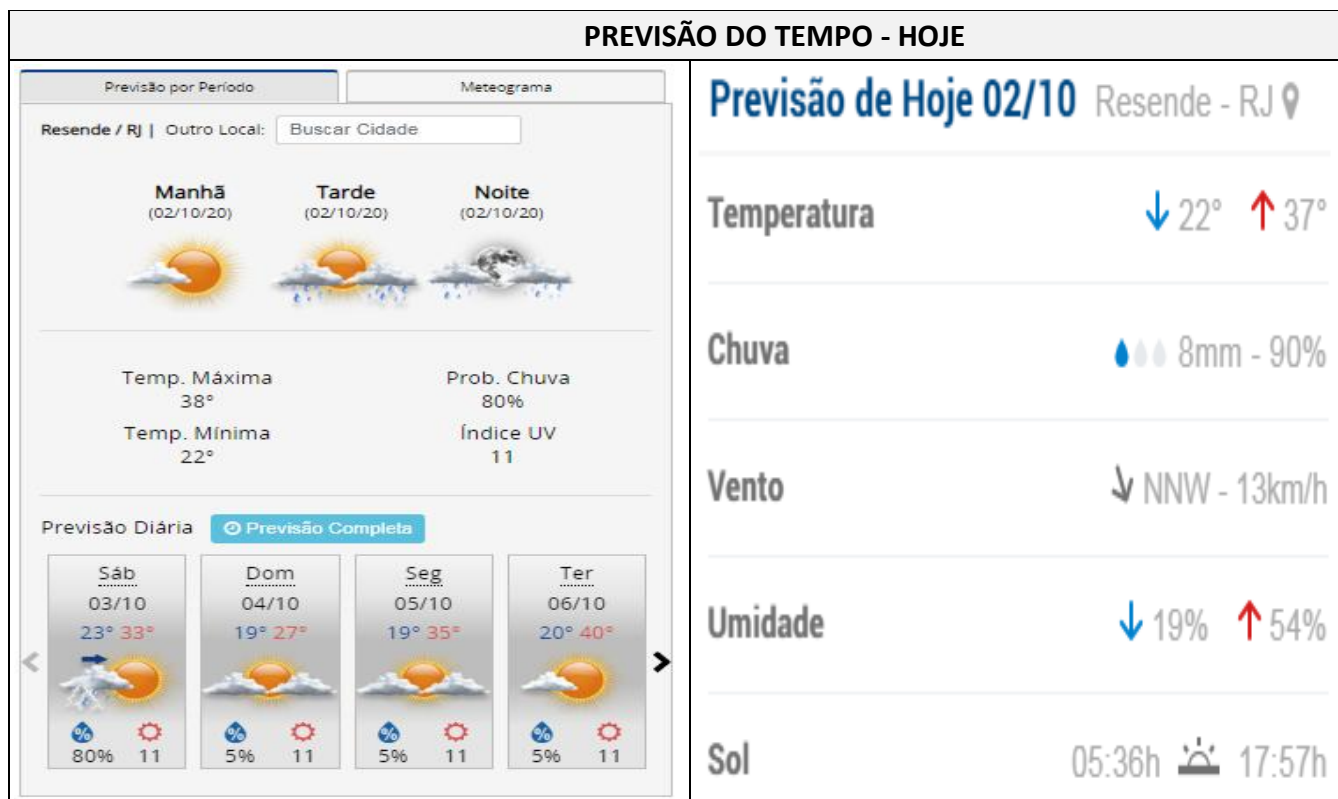 PREVISÃO DO TEMPO - HOJE
Previsão por Período
Meteograma
Resende / RJ | Outro Local: Buscar Cidade
Manhã Tarde Noite
(02/10/20) (02/10/20) (02/10/20)
Temp. Máxima Prob. Chuva
38° 80%
Temp. Mínima Índice UV
22° 11
Previsão Diária Previsão Completa
Sáb Dom Seg Ter
03/10 04/10 05/10 06/10
23° 33° 19° 27° 19° 35° 20° 40°
% % % %
80% 11 5% 11 5% 11 5% 11
Previsão de Hoje 02/10 Resende - RJ
Temperatura 22° 37°
Chuva 8mm - 90%
Vento NNW - 13km/h
Umidade 19% 54%
Sol 05:36h 17:57h